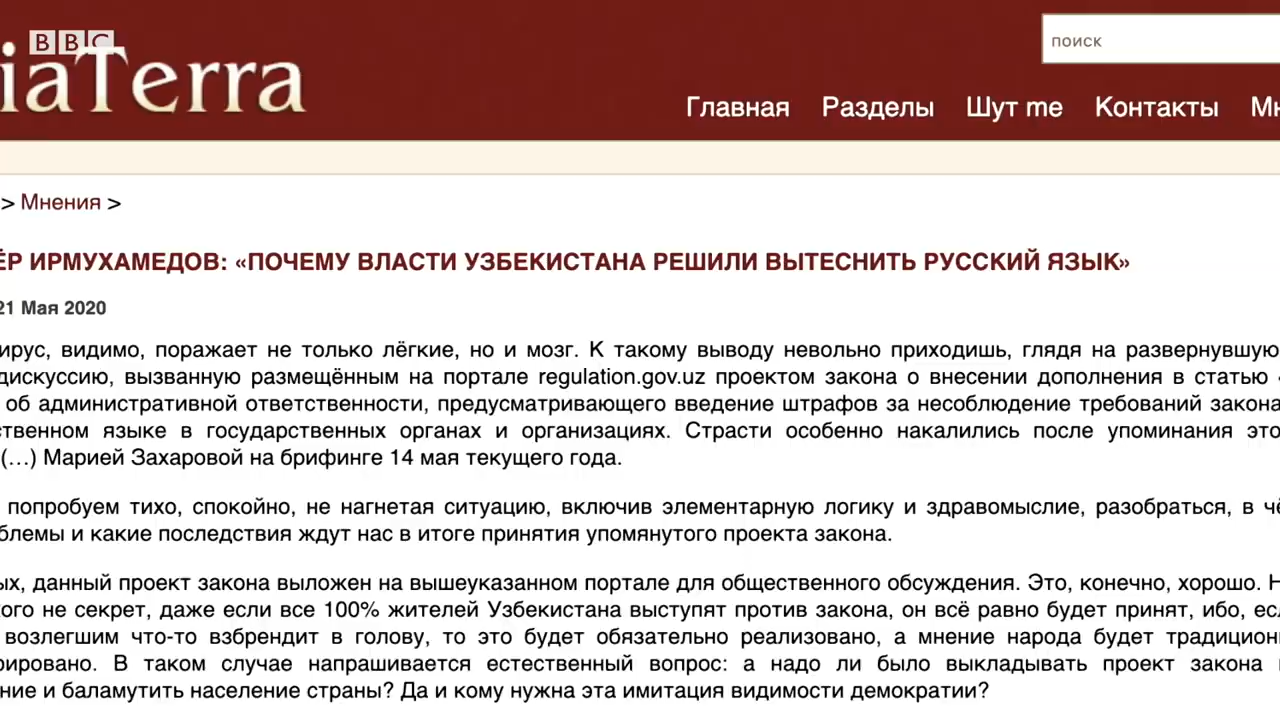 BBC
iaTerra
поиск
Главная Разделы Шут me Контакты
> Мнения >
ИРМУХАМЕДОВ: «ПОЧЕМУ ВЛАСТИ УЗБЕКИСТАНА РЕШИЛИ ВЫТЕСНИТЬ РУССКИЙ ЯЗЫК»
21 Мая 2020
ирус, видимо, поражает не только лёгкие, но и мозг. К такому выводу невольно приходишь, глядя на развернувшую
дискуссию, вызванную размещённым на портале regulation.gov.uz проектом закона о внесении дополнения в статью
об административной ответственности, предусматривающего введение штрафов за несоблюдение требований закона
ственном языке в государственных органах и организациях. Страсти особенно накалились после упоминания это
(…) Марией Захаровой на брифинге 14 мая текущего года.
попробуем тихо, спокойно, не нагнетая ситуацию, включив элементарную логику и здравомыслие, разобраться, в чё
блемы и какие последствия ждут нас в итоге принятия упомянутого проекта закона.
ых, данный проект закона выложен на вышеуказанном портале для общественного обсуждения. Это, конечно, хорошо. Н
кого не секрет, даже если все 100% жителей Узбекистана выступят против закона, он всё равно будет принят, ибо, есл
возлегшим что-то взбрендит в голову, то это будет обязательно реализовано, а мнение народа будет традиционн
рировано. В таком случае напрашивается естественный вопрос: а надо ли было выкладывать проект закона
ние и баламутить население страны? Да и кому нужна эта имитация видимости демократии?